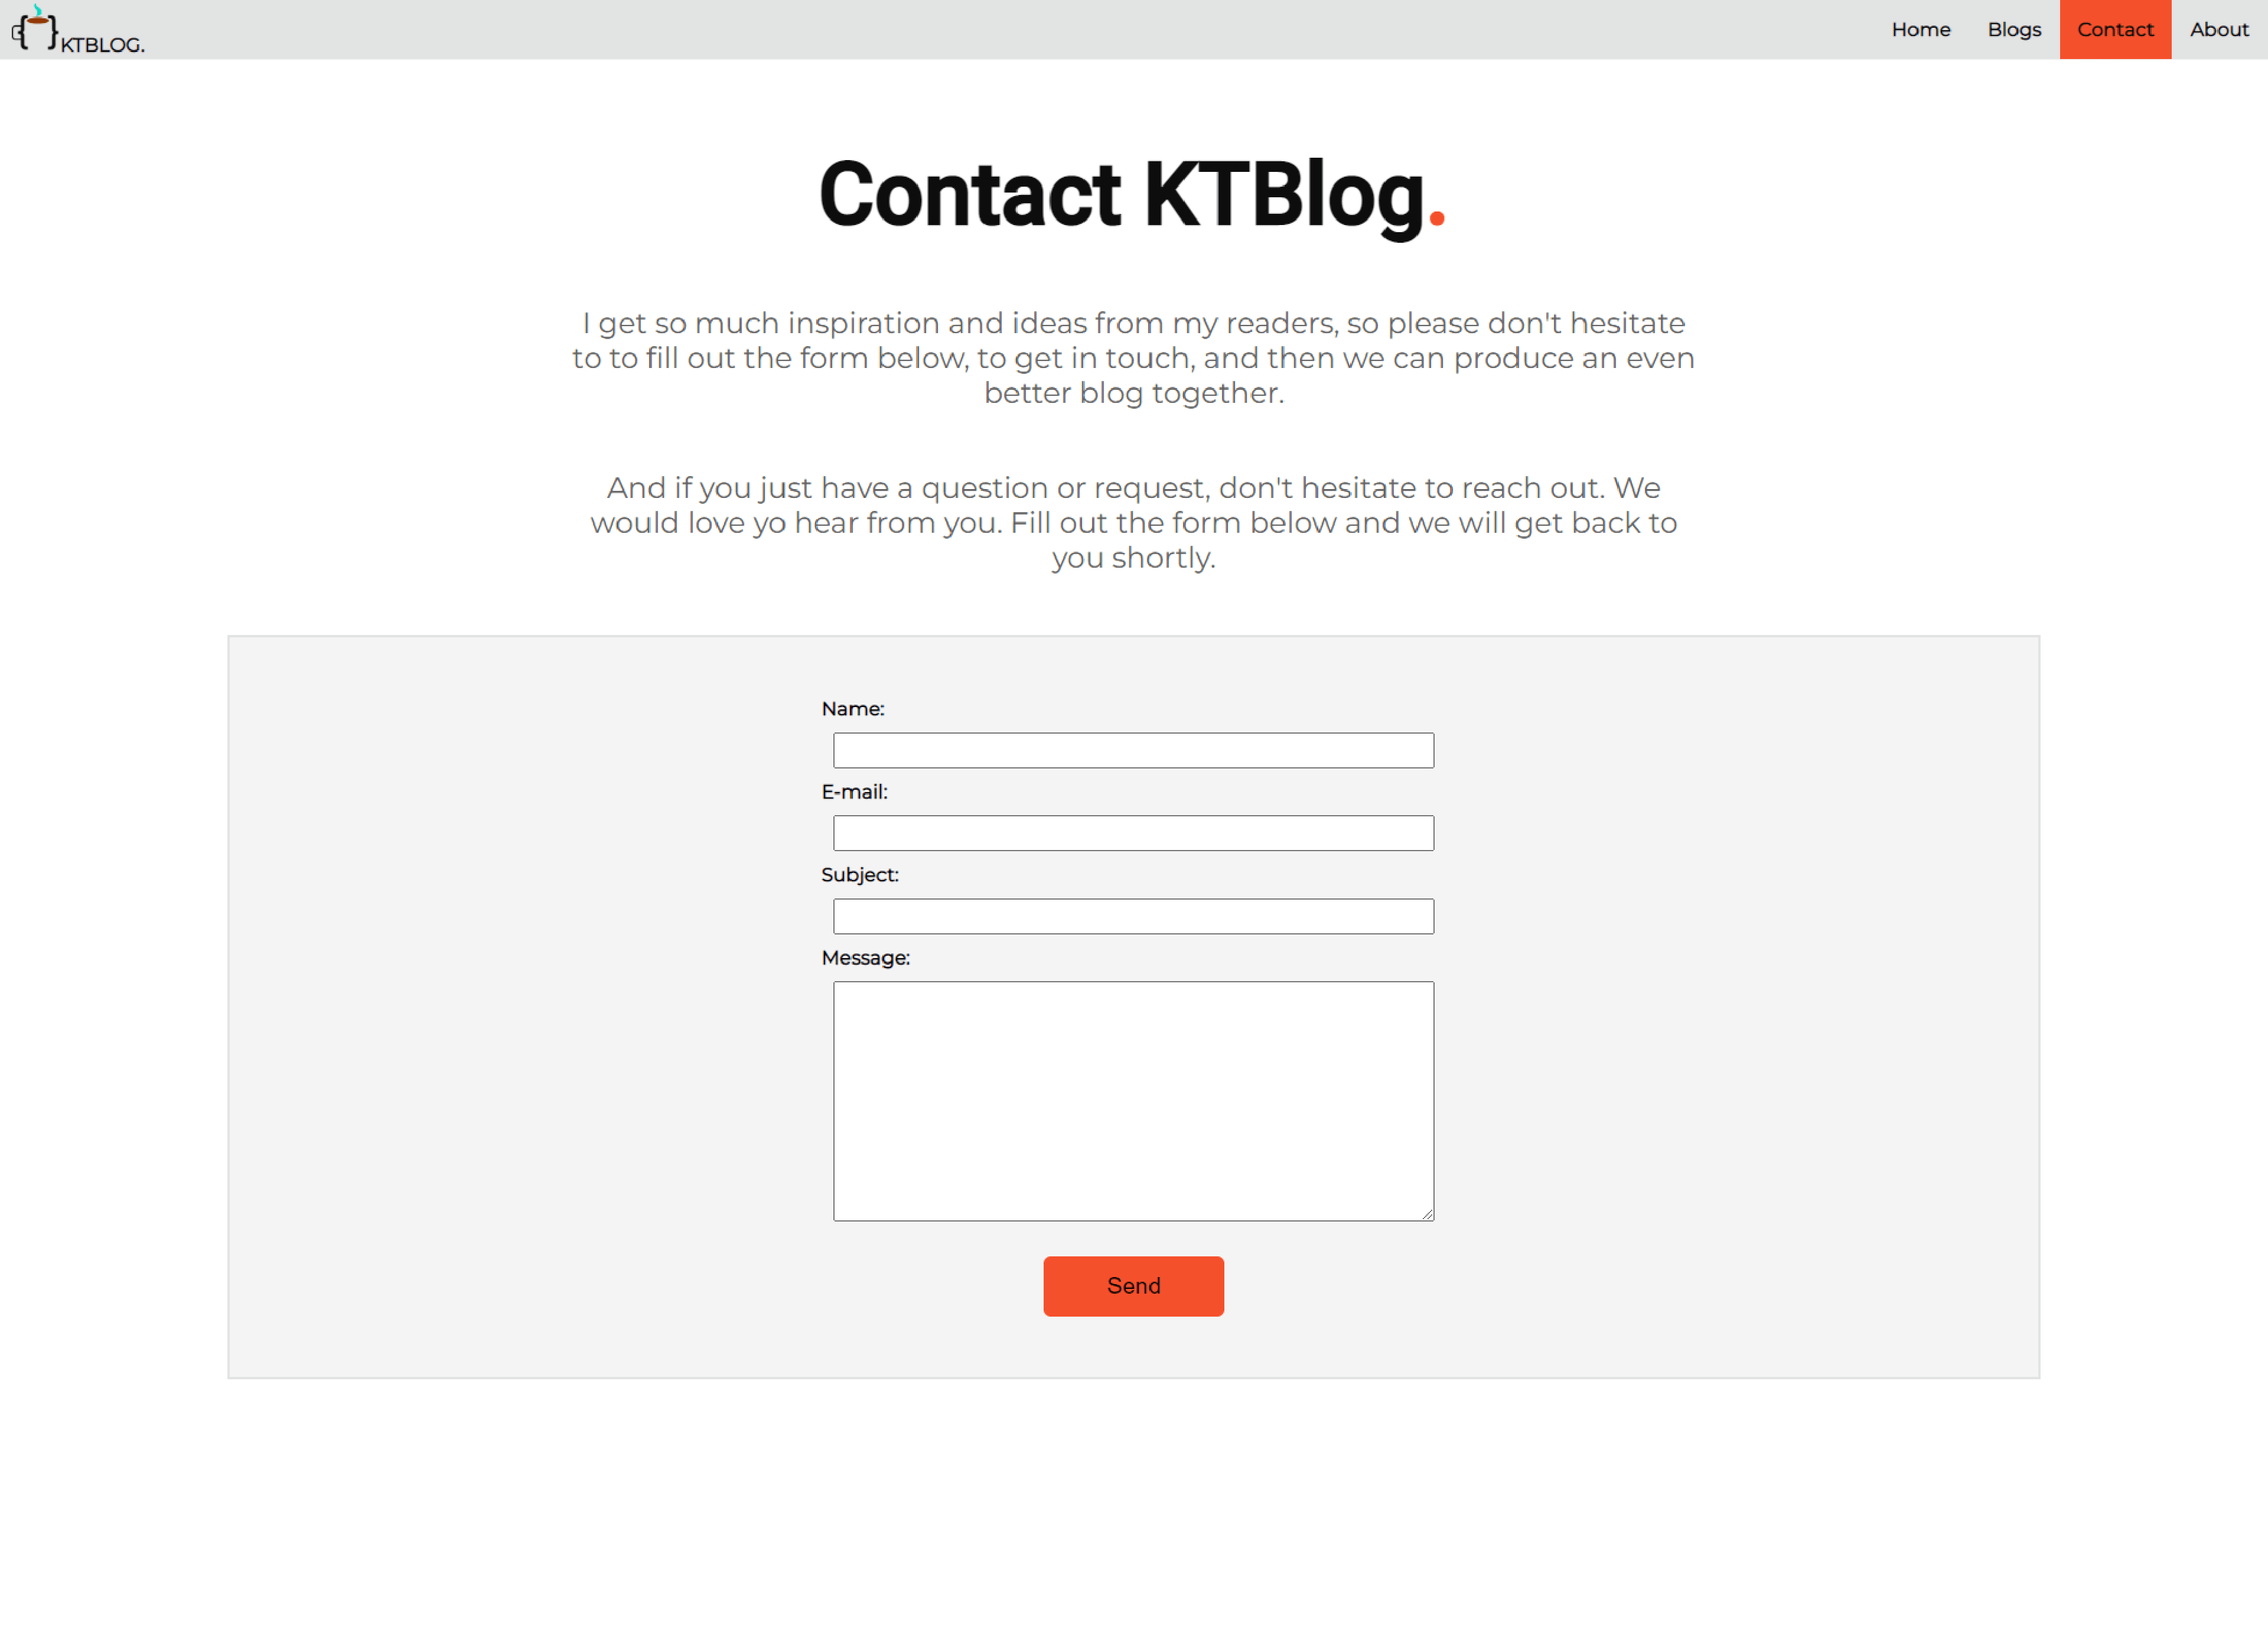 KTBLOG.
Home Blogs Contact About
Contact KTBlog.
I get so much inspiration and ideas from my readers, so please don't hesitate
to to fill out the form below, to get in touch, and then we can produce an even
better blog together.
And if you just have a question or request, don't hesitate to reach out. We
would love yo hear from you. Fill out the form below and we will get back to
you shortly.
Name:
E-mail:
Subject:
Message:
Send